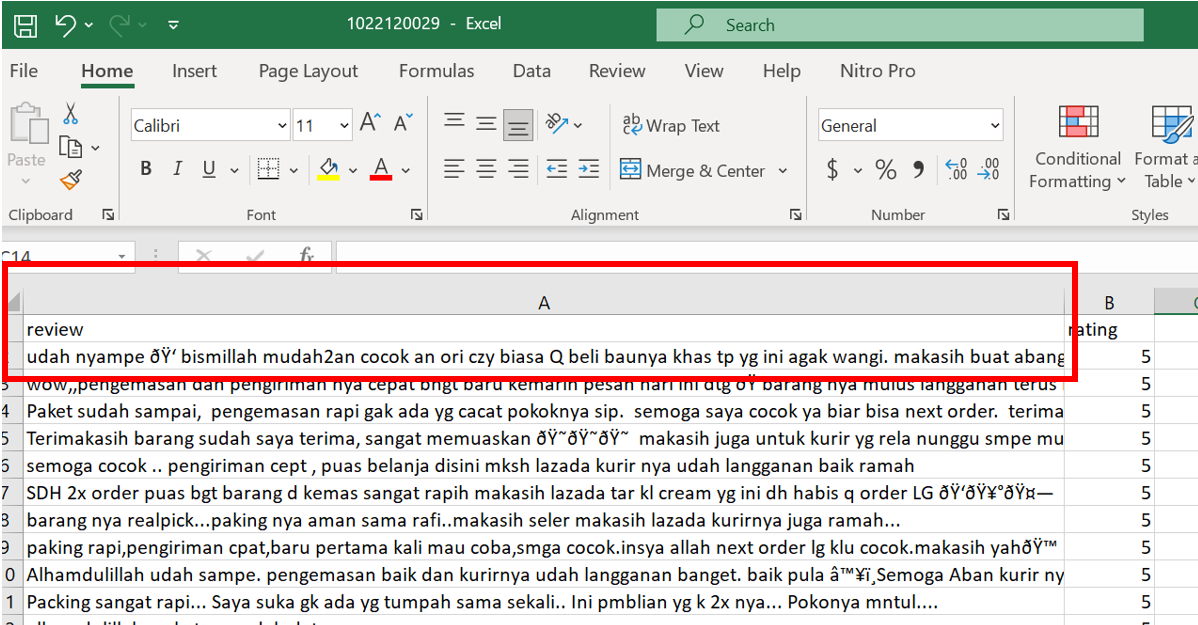 1022120029 - Excel
Search
File Home Insert Page Layout Formulas Data Review View Help Nitro Pro
Paste
Calibri 11 A A
B I U A
ab Wrap Text
Merge & Center
General
$ % 9 .00 .00
Conditional Formatting
Format a
Table
Clipboard Font Alignment Number Styles
C14 fx
A B C
review rating
udah nyampe ðŸ‘ bismillah mudah2an cocok an ori czy biasa Q beli baunya khas tp yg ini agak wangi. makasih buat abang 5
3 wow,,pengemasan dan pengiriman nya cepat bngt baru kemarin pesan hari ini dtg ðŸ barang nya mulus langganan terus 5
4 Paket sudah sampai, pengemasan rapi gak ada yg cacat pokoknya sip. semoga saya cocok ya biar bisa next order. terima 5
5 Terimakasih barang sudah saya terima, sangat memuaskan ðŸ˜ðŸ˜ðŸ˜ makasih juga untuk kurir yg rela nunggu smpe mu 5
6 semoga cocok .. pengiriman cept , puas belanja disini mksh lazada kurir nya udah langganan baik ramah 5
7 SDH 2x order puas bgt barang d kemas sangat rapih makasih lazada tar kl cream yg ini dh habis q order LG ðŸ‘ðŸ¥°ðŸ¤— 5
8 barang nya realpick...paking nya aman sama rafi..makasih seler makasih lazada kurirnya juga ramah... 5
9 paking rapi,pengiriman cpat,baru pertama kali mau coba,smga cocok.insya allah next order lg klu cocok.makasih yahðŸ™ 5
0 Alhamdulillah udah sampe. pengemasan baik dan kurirnya udah langganan banget. baik pula â™¥ï¸Semoga Aban kurir ny 5
1 Packing sangat rapi... Saya suka gk ada yg tumpah sama sekali.. Ini pmblian yg k 2x nya... Pokonya mntul.... 5